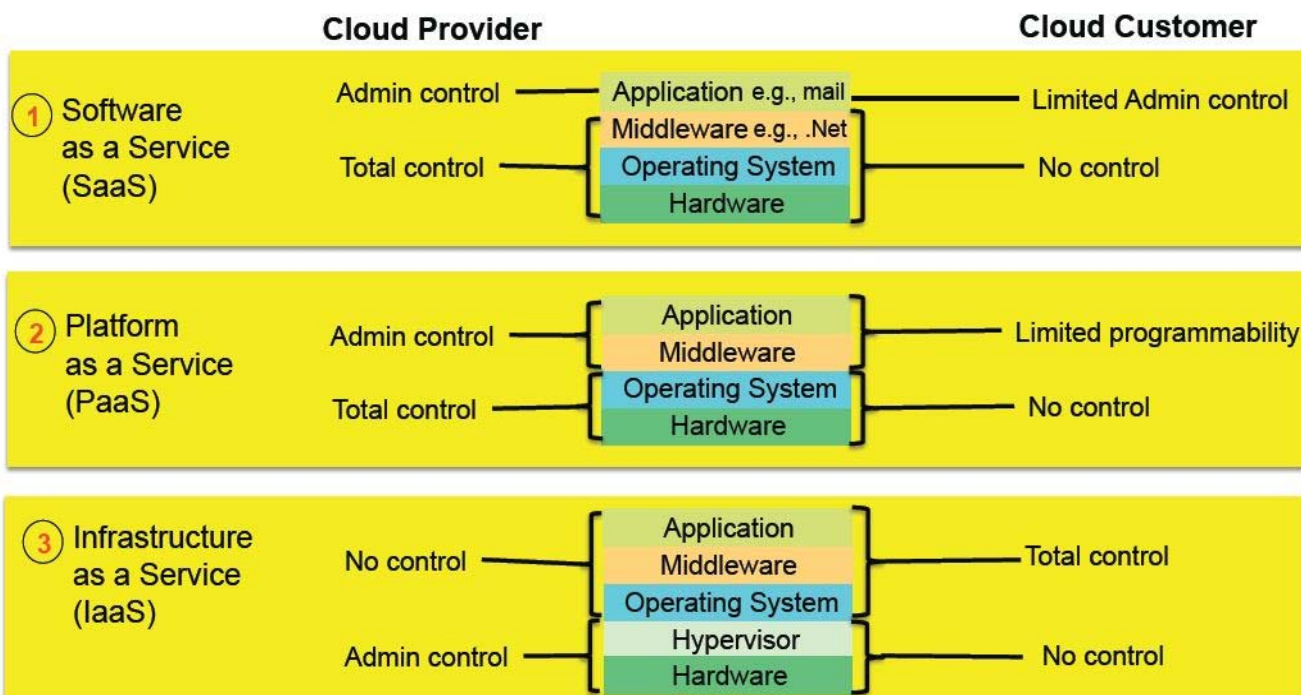 Cloud Provider
Cloud Customer
1
Software
as a Service
(SaaS)
Admin control
Total control
Application e.g., mail
Middleware e.g., .Net
Operating System
Hardware
Limited Admin control
No control
2
Platform
as a Service
(PaaS)
Admin control
Total control
Application
Middleware
Operating System
Hardware
Limited programmability
No control
3
Infrastructure
as a Service
(IaaS)
No control
Admin control
Application
Middleware
Operating System
Hypervisor
Hardware
Total control
No control